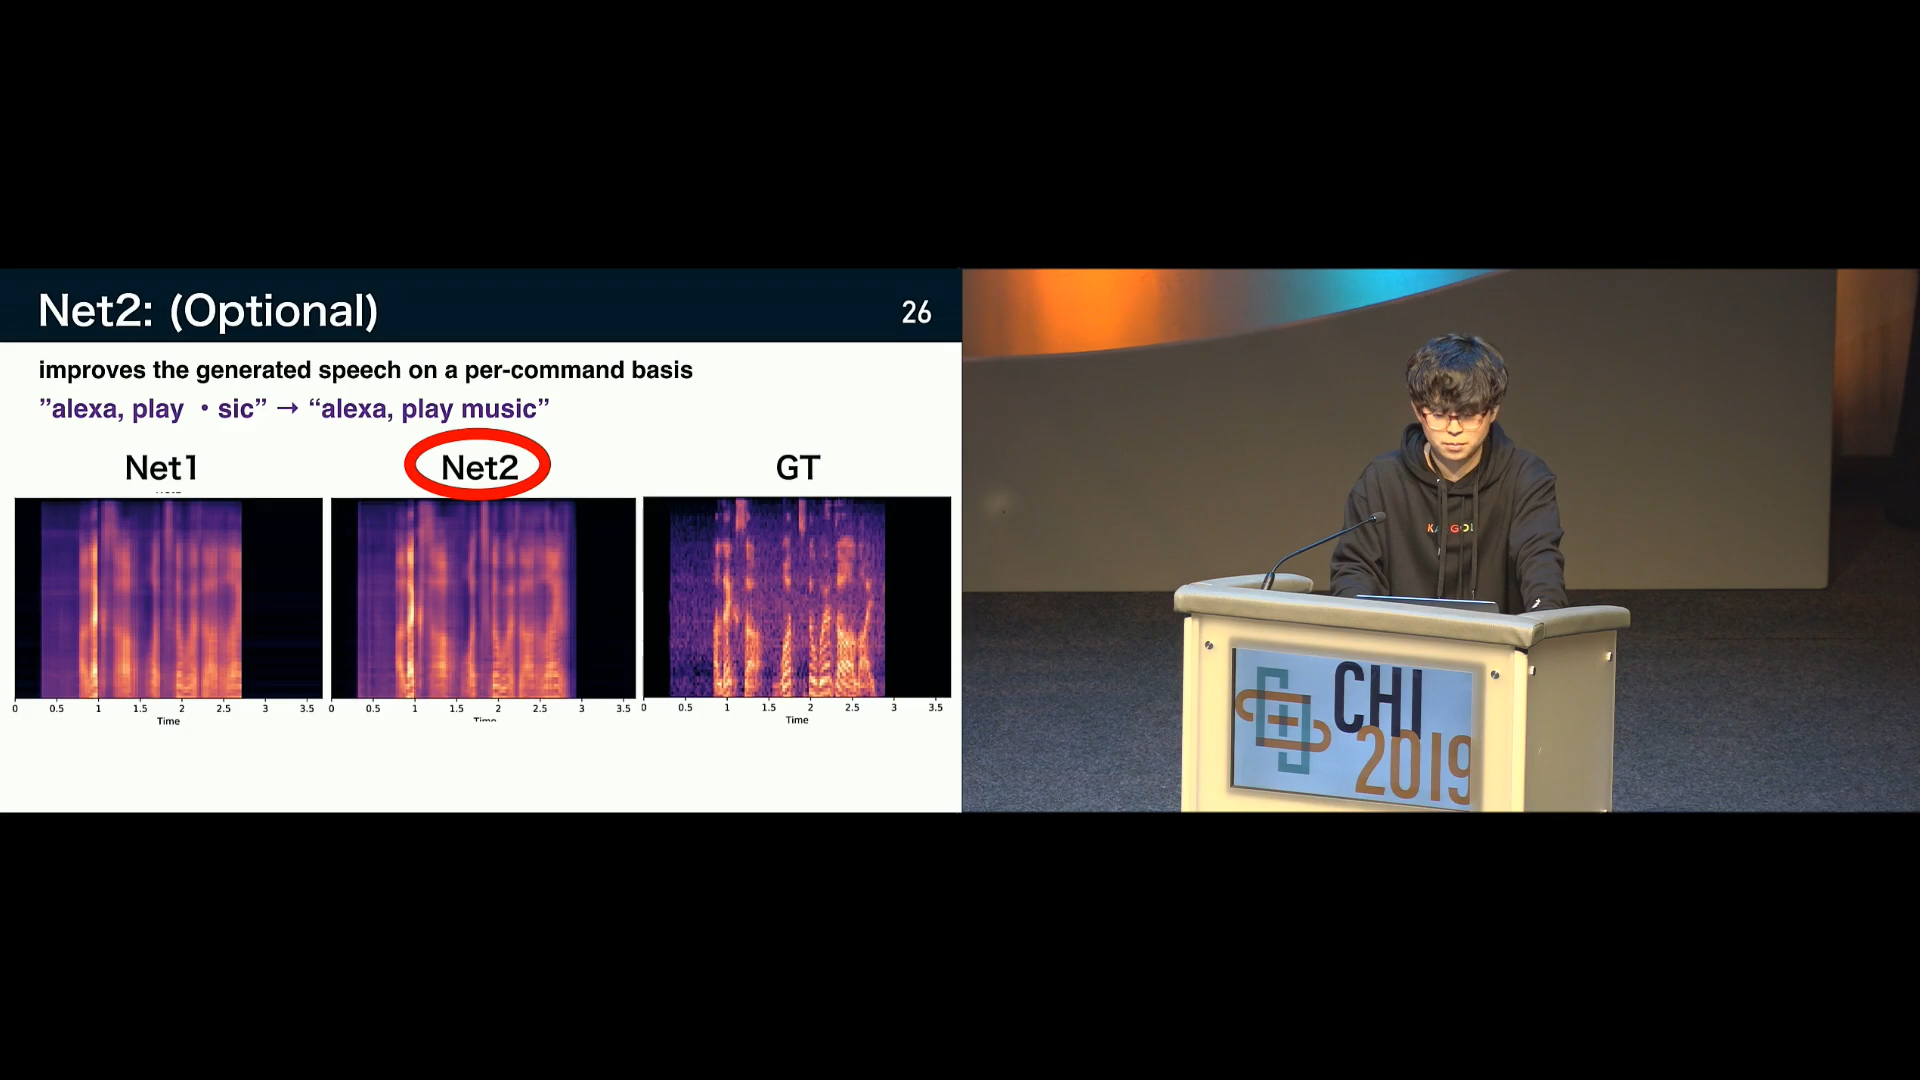 Net2: (Optional)
26
improves the generated speech on a per-command basis
”alexa, play ・sic” → “alexa, play music”
Net1
Net2
GT
0 0.5 1 1.5 2 2.5 3 3.5
Time
0 0.5 1 1.5 2 2.5 3 3.5
Time
0 0.5 1 1.5 2 2.5 3 3.5
Time
CHI
2019